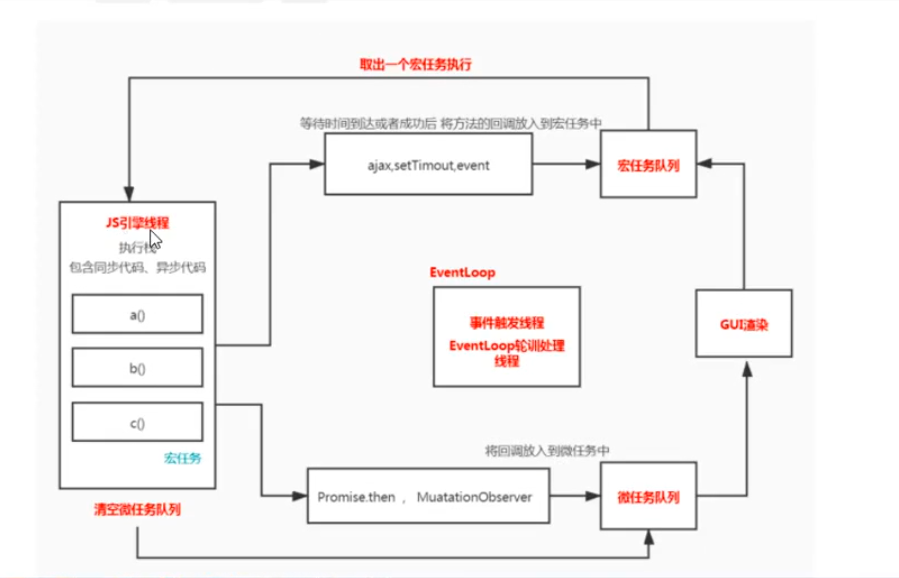 取出一个宏任务执行
等待时间到达或者成功后 将方法的回调放入到宏任务中
ajax,setTimout,event
宏任务队列
JS引擎线程
执行栈
包含同步代码、异步代码
a()
b()
c()
宏任务
清空微任务队列
EventLoop
事件触发线程
EventLoop轮训处理
线程
GUI渲染
将回调放入到微任务中
Promise.then ， MuatationObserver
微任务队列